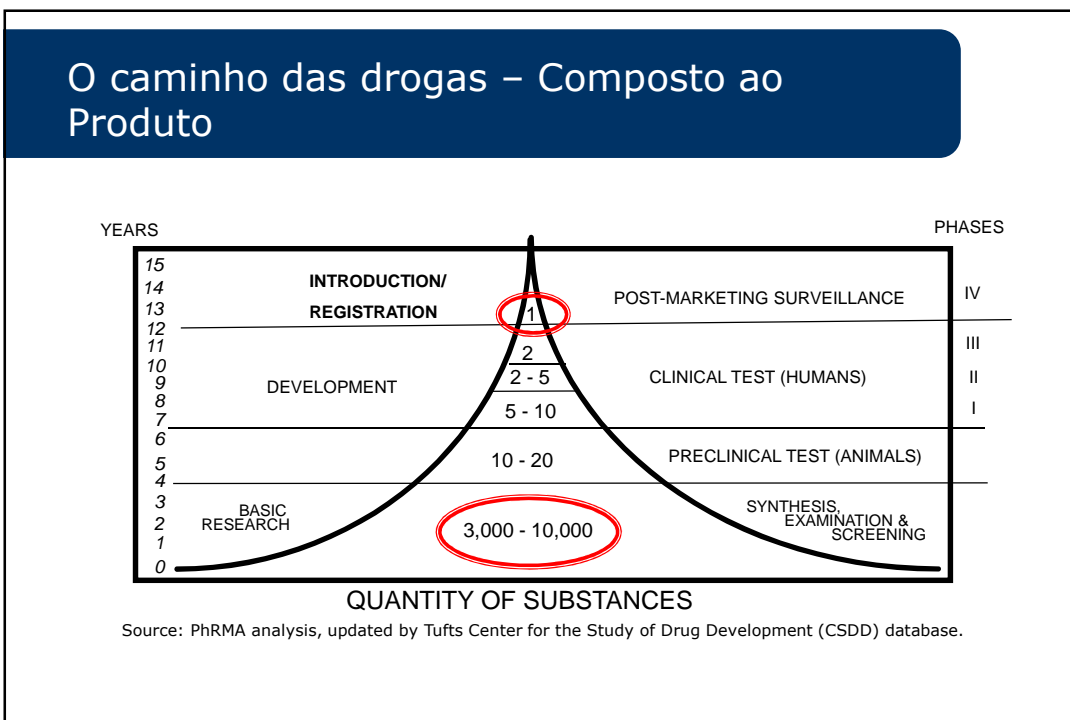 O caminho das drogas – Composto ao
Produto
YEARS
PHASES
15
14
13
12
11
10
9
8
7
6
5
4
3
2
1
0
INTRODUCTION/
REGISTRATION
1
POST-MARKETING SURVEILLANCE
IV
DEVELOPMENT
2
2 - 5
5 - 10
CLINICAL TEST (HUMANS)
III
II
I
10 - 20
PRECLINICAL TEST (ANIMALS)
BASIC
RESEARCH
3,000 - 10,000
SYNTHESIS,
EXAMINATION &
SCREENING
QUANTITY OF SUBSTANCES
Source: PhRMA analysis, updated by Tufts Center for the Study of Drug Development (CSDD) database.